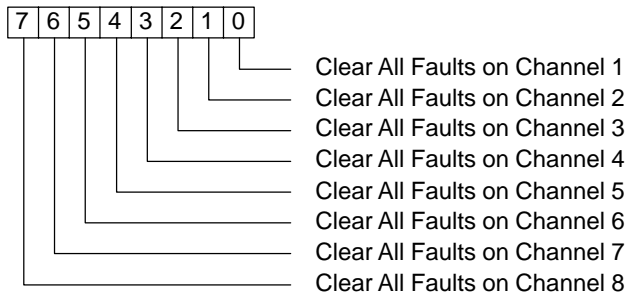 7 6 5 4 3 2 1 0
Clear All Faults on Channel 1
Clear All Faults on Channel 2
Clear All Faults on Channel 3
Clear All Faults on Channel 4
Clear All Faults on Channel 5
Clear All Faults on Channel 6
Clear All Faults on Channel 7
Clear All Faults on Channel 8